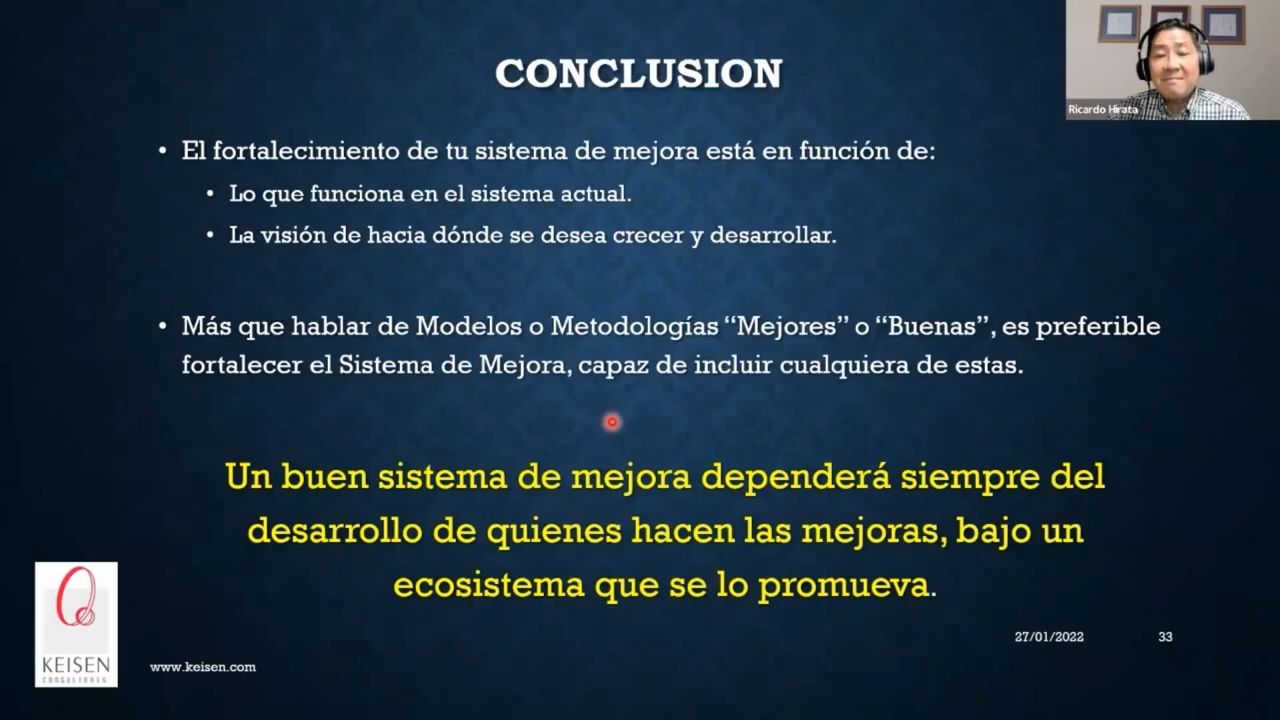 CONCLUSION
Ricardo Hirata
• El fortalecimiento de tu sistema de mejora está en función de:
• Lo que funciona en el sistema actual.
• La visión de hacia dónde se desea crecer y desarrollar.
• Más que hablar de Modelos o Metodologías “Mejores” o “Buenas”, es preferible
fortalecer el Sistema de Mejora, capaz de incluir cualquiera de estas.
Un buen sistema de mejora dependerá siempre del
desarrollo de quienes hacen las mejoras, bajo un
ecosistema que se lo promueva.
27/01/2022
33
KEISEN
CONSULTORES
www.keisen.com